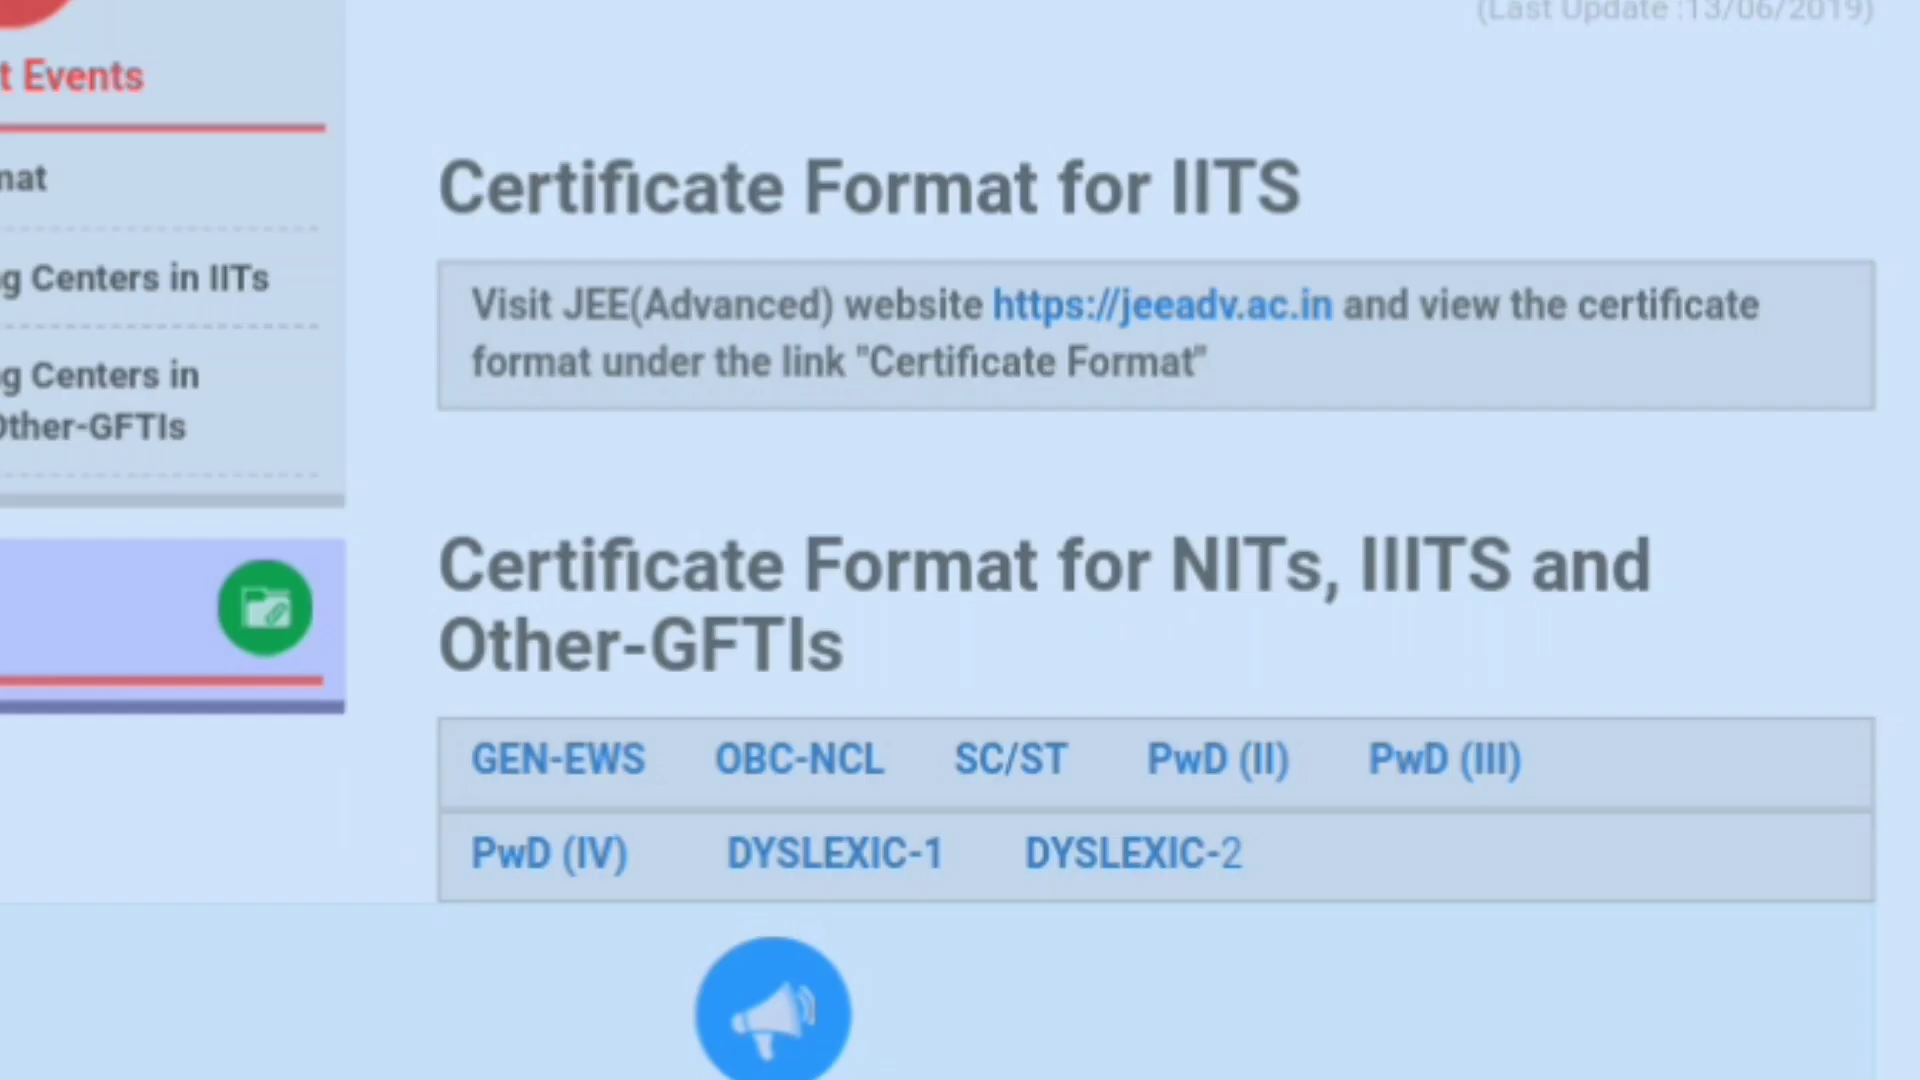 (Last Update :13/06/2019)
t Events
mat
g Centers in IITs
g Centers in
Other-GFTIs
Certificate Format for IITS
Visit JEE(Advanced) website https://jeeadv.ac.in and view the certificate
format under the link "Certificate Format"
Certificate Format for NITs, IIITS and
Other-GFTIs
GEN-EWS OBC-NCL SC/ST PwD (II) PwD (III)
PwD (IV) DYSLEXIC-1 DYSLEXIC-2